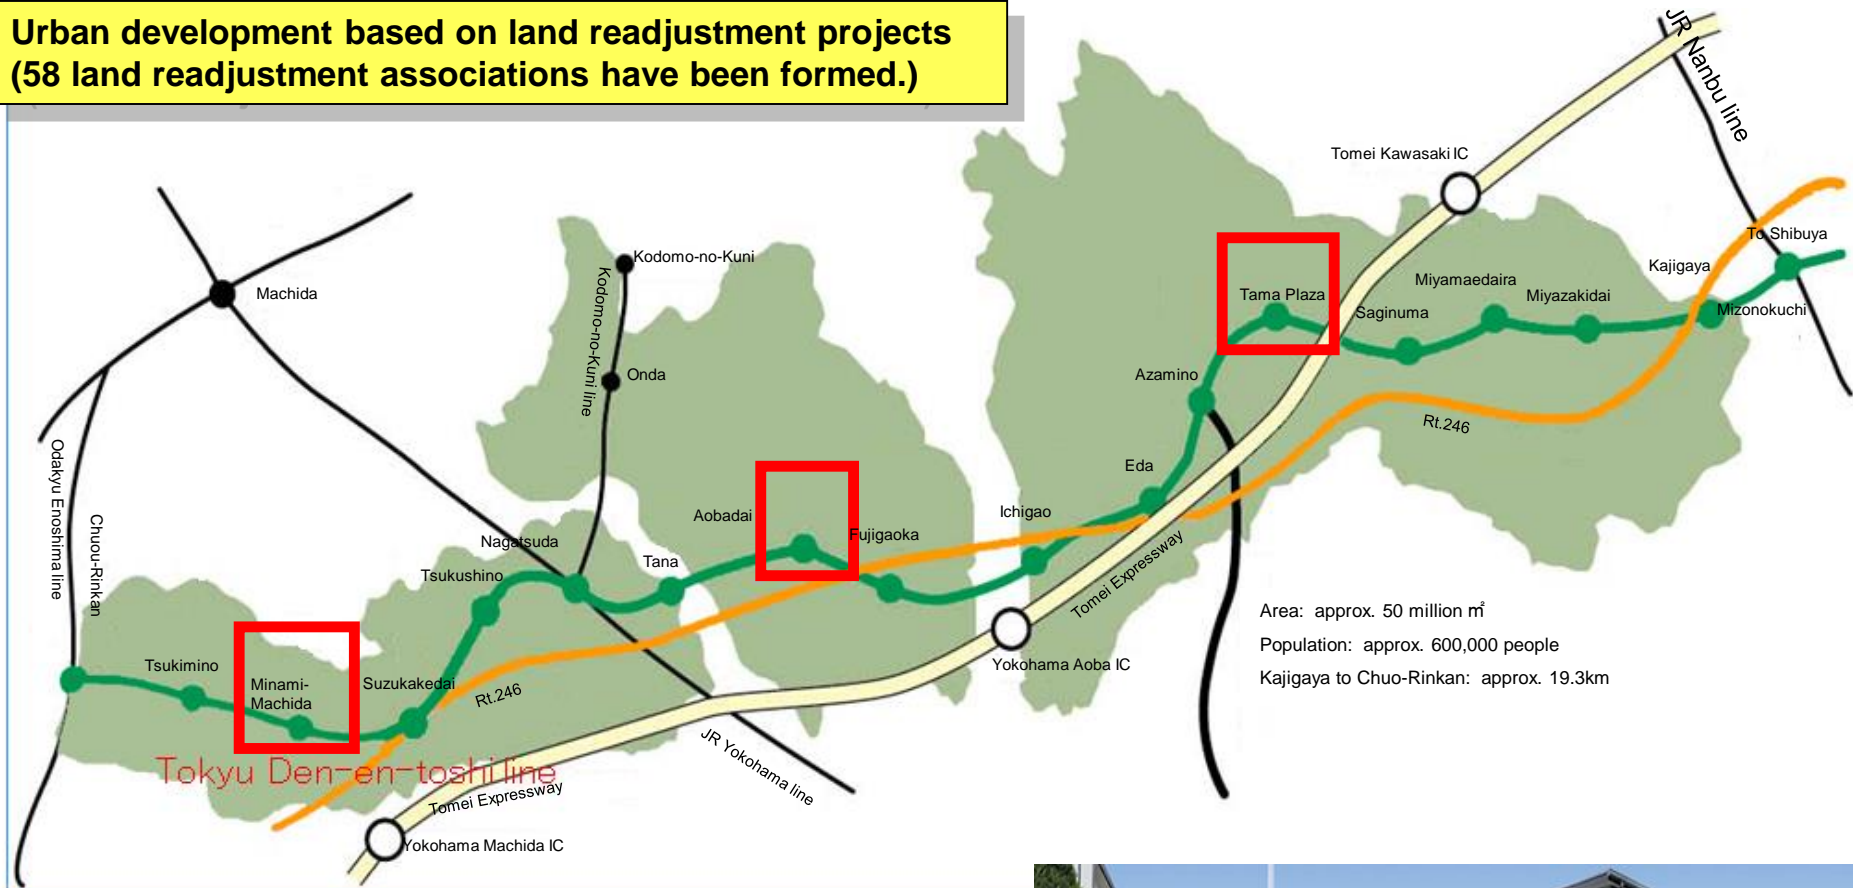 Urban development based on land readjustment projects
(58 land readjustment associations have been formed.)
JR Nanbu line
Tomei Kawasaki IC
To Shibuya
Kodomo-no-Kuni
Kajigaya
Machida
Kodomo-no-Kuni line
Tama Plaza
Miyamaedaira
Miyazakidai
Saginuma
Mizonokuchi
Onda
Azamino
Rt.246
Odakyu Enoshima line
Chuou-Rinkan
Eda
Aobadai
Ichigao
Fujigaoka
Nagatsuda
Tana
Tsukushino
Tomei Expressway
Area: approx. 50 million ㎡
Population: approx. 600,000 people
Kajigaya to Chuo-Rinkan: approx. 19.3km
Yokohama Aoba IC
Tsukimino
Minami-
Machida
Suzukakedai
Rt.246
JR Yokohama line
Tokyu Den-en-toshi line
Tomei Expressway
Yokohama Machida IC